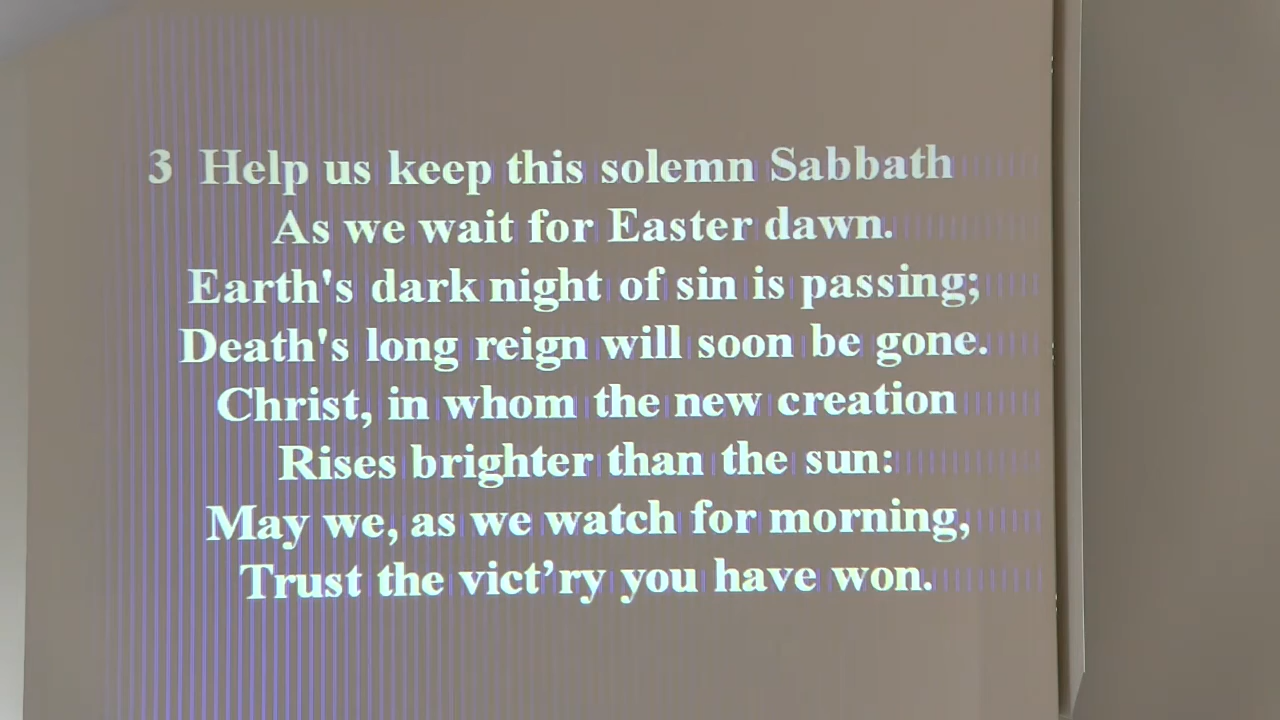 3 Help us keep this solemn Sabbath
As we wait for Easter dawn.
Earth's dark night of sin is passing;
Death's long reign will soon be gone.
Christ, in whom the new creation
Rises brighter than the sun:
May we, as we watch for morning,
Trust the vict’ry you have won.